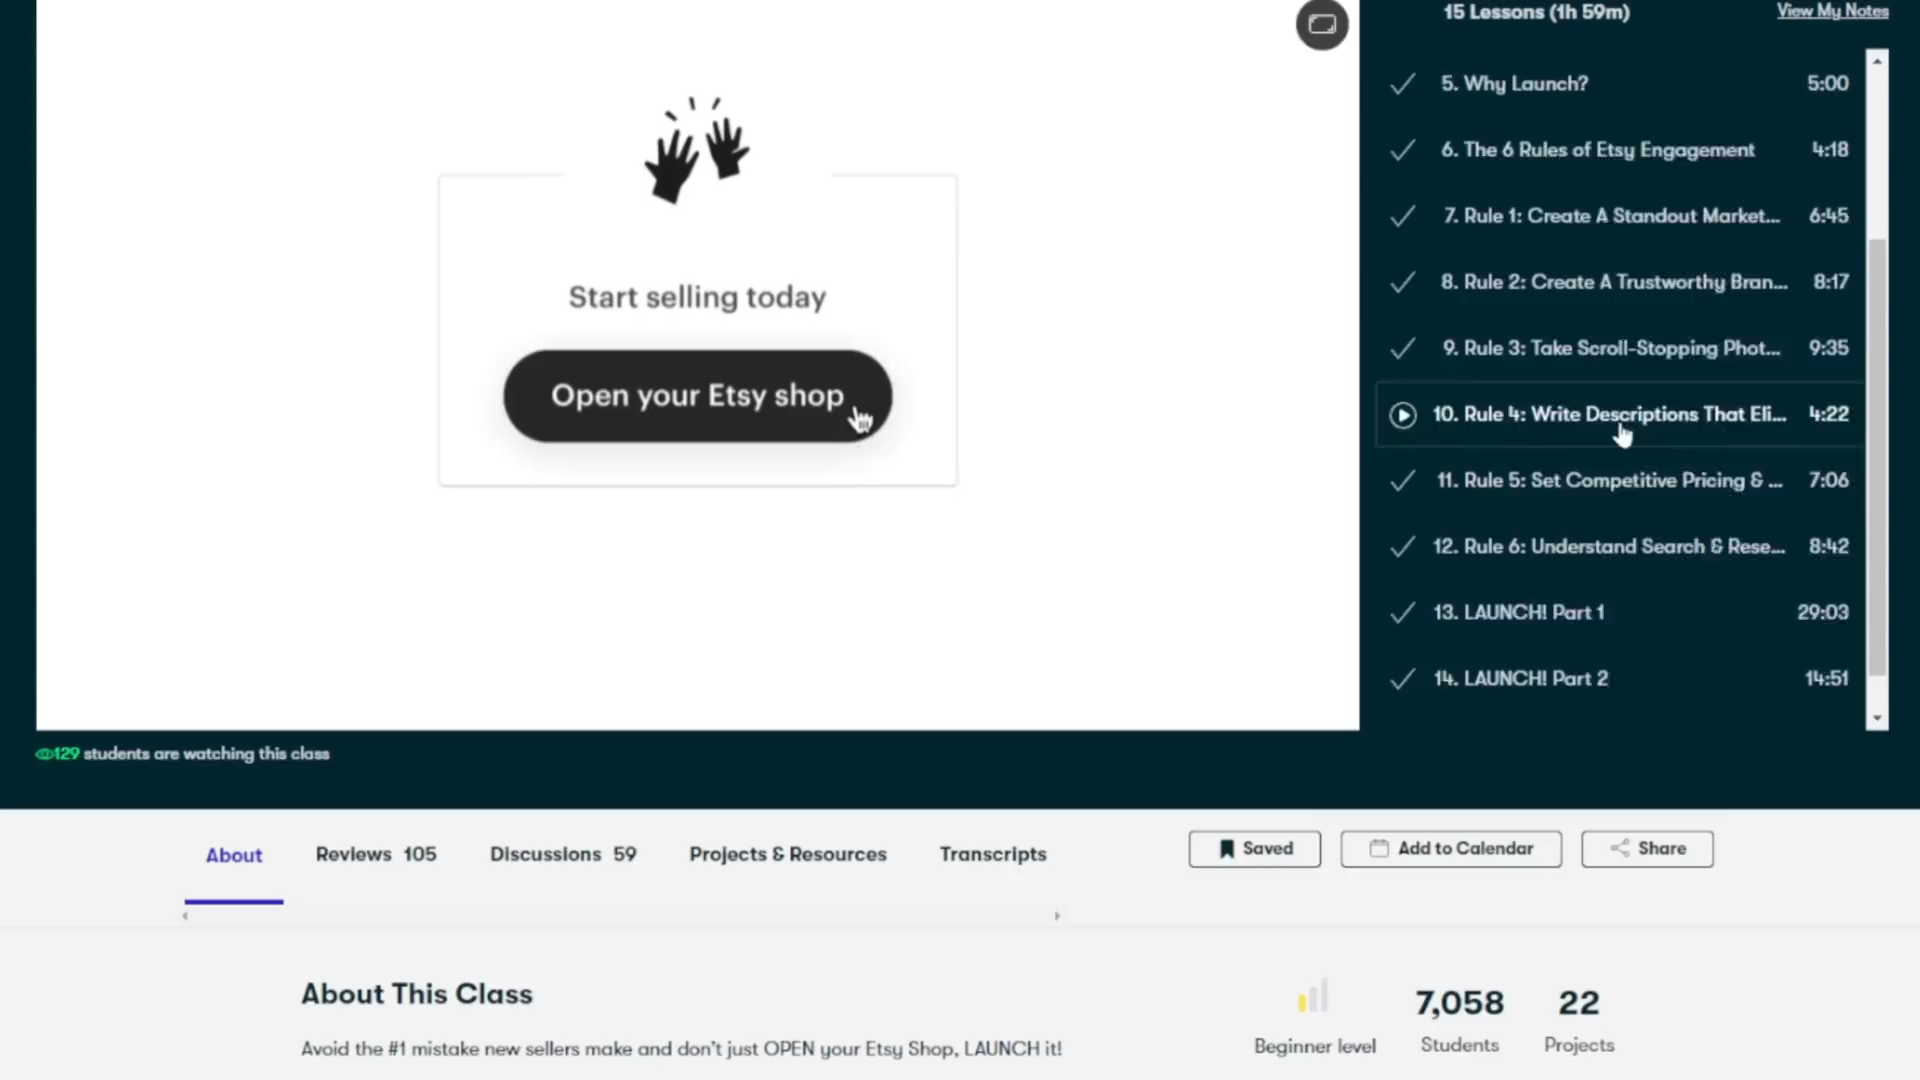 15 Lessons (1h 59m)
View My Notes
5. Why Launch? 5:00
6. The 6 Rules of Etsy Engagement 4:18
7. Rule 1: Create A Standout Market... 6:45
8. Rule 2: Create A Trustworthy Bran... 8:17
9. Rule 3: Take Scroll-Stopping Phot... 9:35
10. Rule 4: Write Descriptions That Eli... 4:22
11. Rule 5: Set Competitive Pricing & ... 7:06
12. Rule 6: Understand Search & Rese... 8:42
13. LAUNCH! Part 1 29:03
14. LAUNCH! Part 2 14:51
Start selling today
Open your Etsy shop
129 students are watching this class
About
Reviews 105
Discussions 59
Projects & Resources
Transcripts
Saved
Add to Calendar
Share
About This Class
Avoid the #1 mistake new sellers make and don't just OPEN your Etsy Shop, LAUNCH it!
Beginner level
7,058
Students
22
Projects